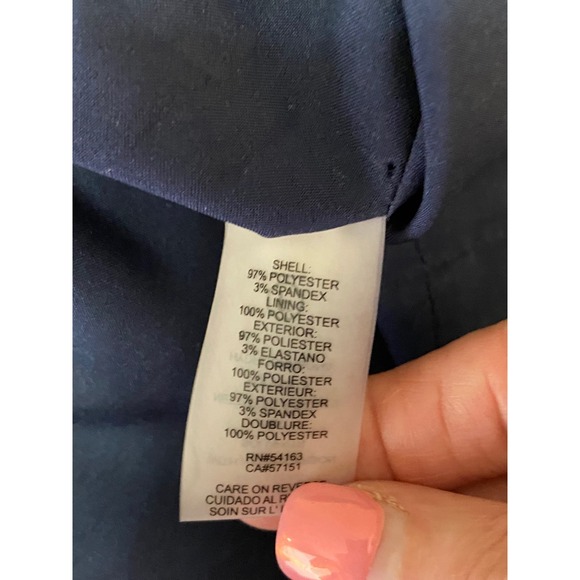 SHELL:
97% POLYESTER
3% SPANDEX
LINING:
100% POLYESTER
EXTERIOR:
97% POLIESTER
3% ELASTANO
FORRO:
100% POLIESTER
EXTERIEUR:
97% POLYESTER
3% SPANDEX
DOUBLURE:
100% POLYESTER
RN#54163
CA#57151
CARE ON REVERSE
CUIDADO AL
SOIN SUR L'